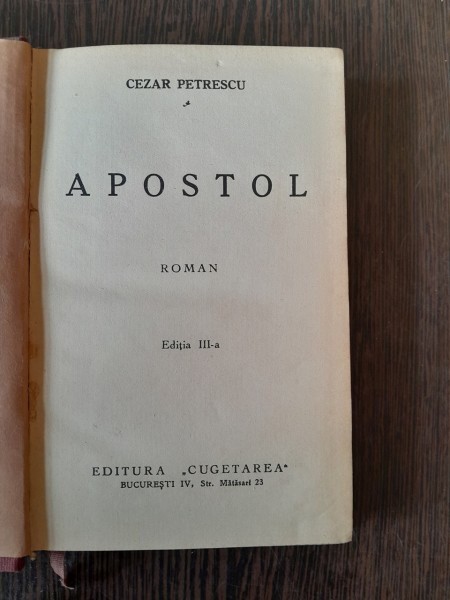 CEZAR PETRESCU
APOSTOL
ROMAN
Ediția III-a
EDITURA „CUGETAREA"
BUCUREȘTI IV, Str. Mătăsari 23